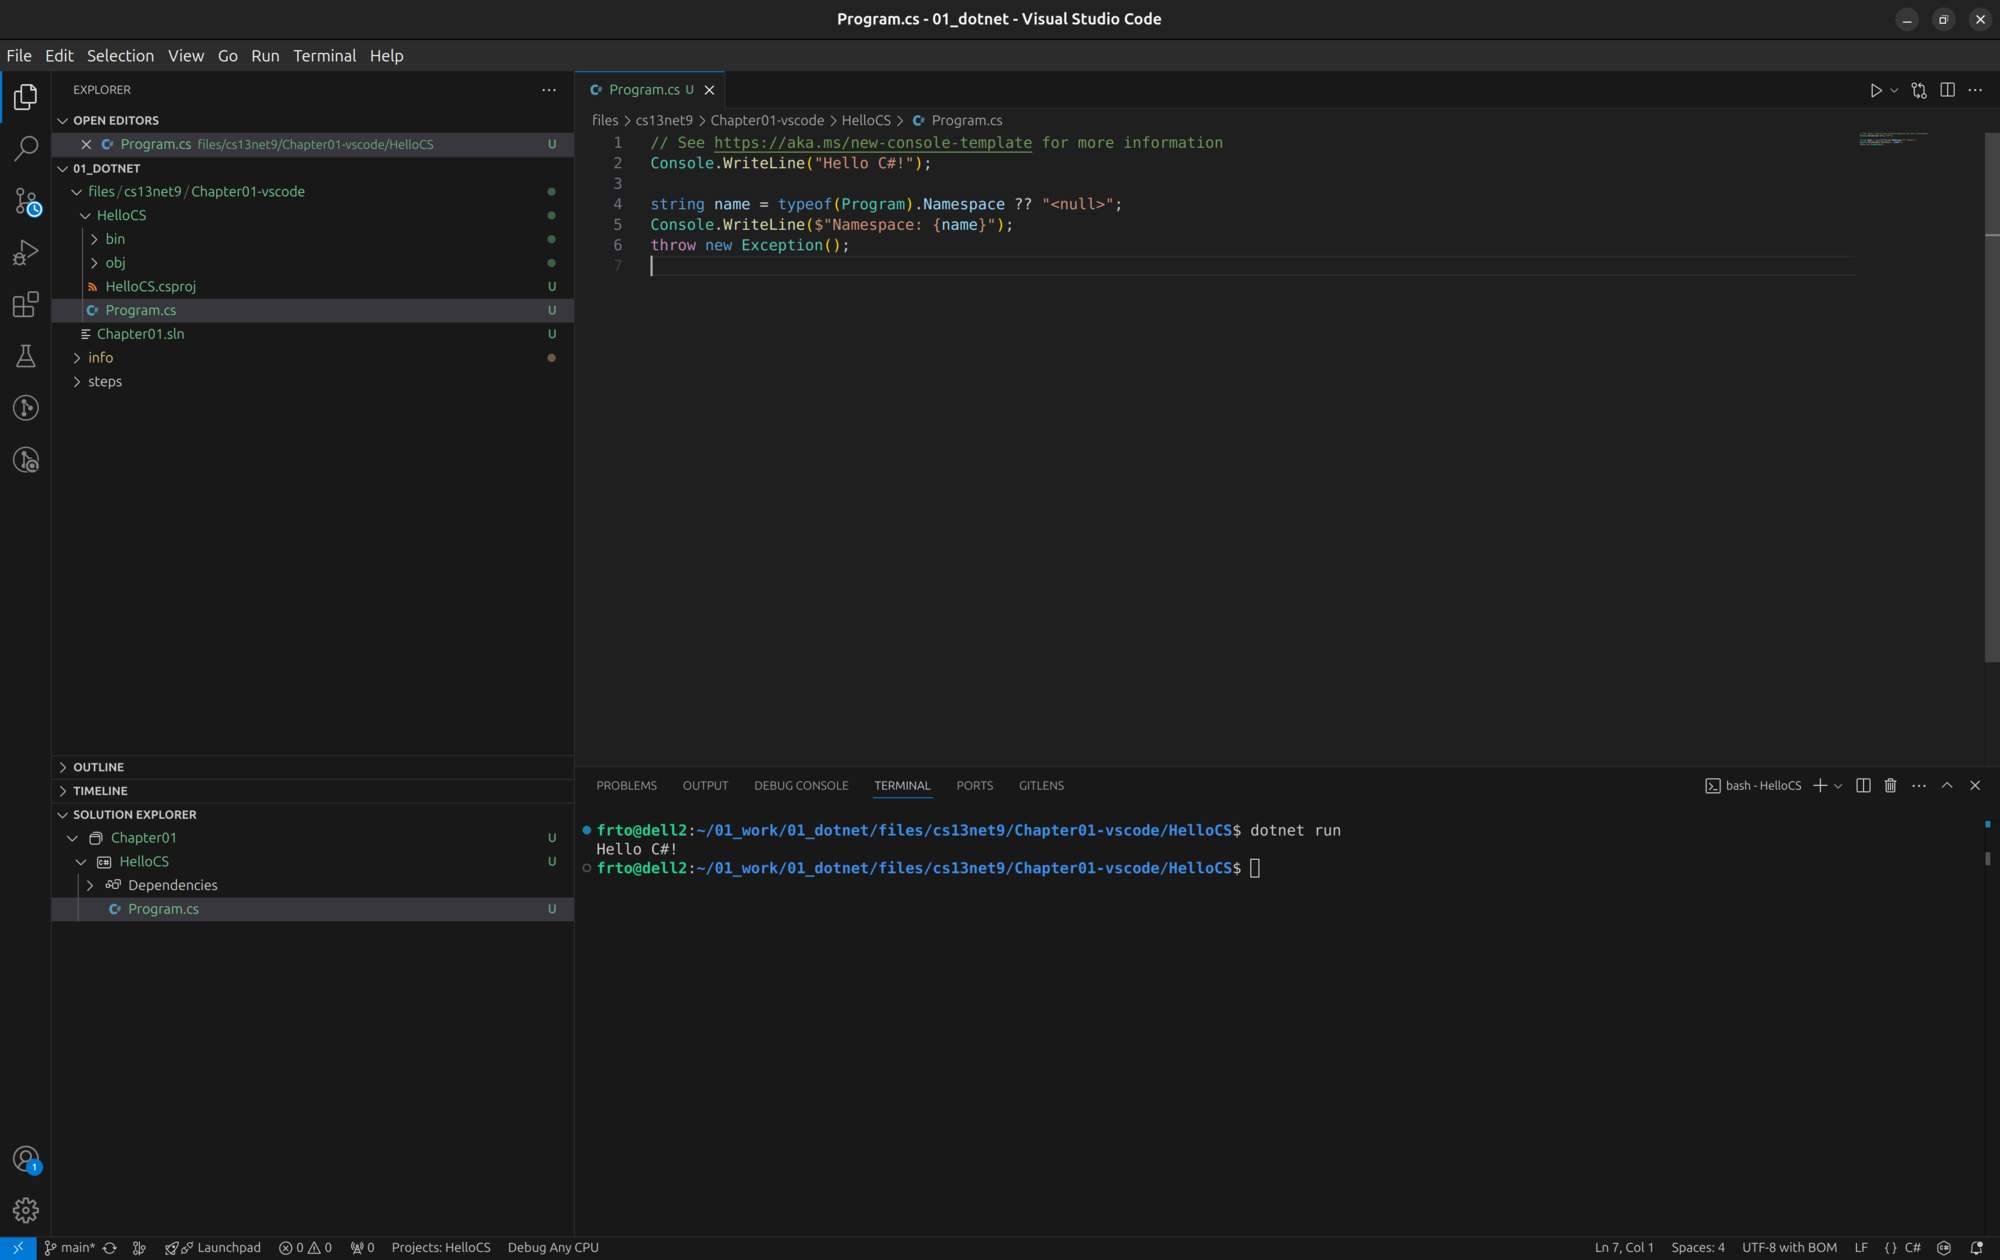 Program.cs - 01_dotnet - Visual Studio Code
File Edit Selection View Go Run Terminal Help
EXPLORER
OPEN EDITORS
Program.cs files/cs13net9/Chapter01-vscode/HelloCS U
01_DOTNET
files/cs13net9/Chapter01-vscode
HelloCS
bin
obj
HelloCS.csproj U
Program.cs U
Chapter01.sln U
info
steps
OUTLINE
TIMELINE
SOLUTION EXPLORER
Chapter01 U
HelloCS U
Dependencies
Program.cs U
Program.cs U
files > cs13net9 > Chapter01-vscode > HelloCS > Program.cs
1 // See https://aka.ms/new-console-template for more information
2 Console.WriteLine("Hello C#!");
3
4 string name = typeof(Program).Namespace ?? "<null>";
5 Console.WriteLine($"Namespace: {name}");
6 throw new Exception();
7
PROBLEMS OUTPUT DEBUG CONSOLE TERMINAL PORTS GITLENS
bash - HelloCS
frto@dell2:~/01_work/01_dotnet/files/cs13net9/Chapter01-vscode/HelloCS$ dotnet run
Hello C#!
frto@dell2:~/01_work/01_dotnet/files/cs13net9/Chapter01-vscode/HelloCS$
1
main* Launchpad 0 0 0 Projects: HelloCS Debug Any CPU
Ln 7, Col 1 Spaces: 4 UTF-8 with BOM LF {} C#